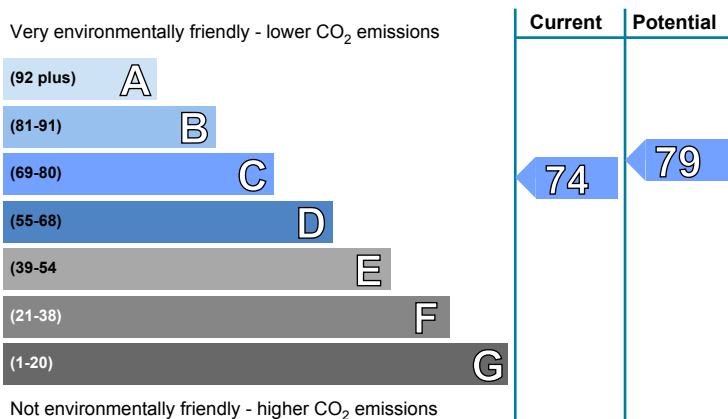 Current Potential
Very environmentally friendly - lower CO2 emissions
(92 plus) A
(81-91) B
(69-80) C
74 79
(55-68) D
(39-54 E
(21-38) F
(1-20) G
Not environmentally friendly - higher CO2 emissions